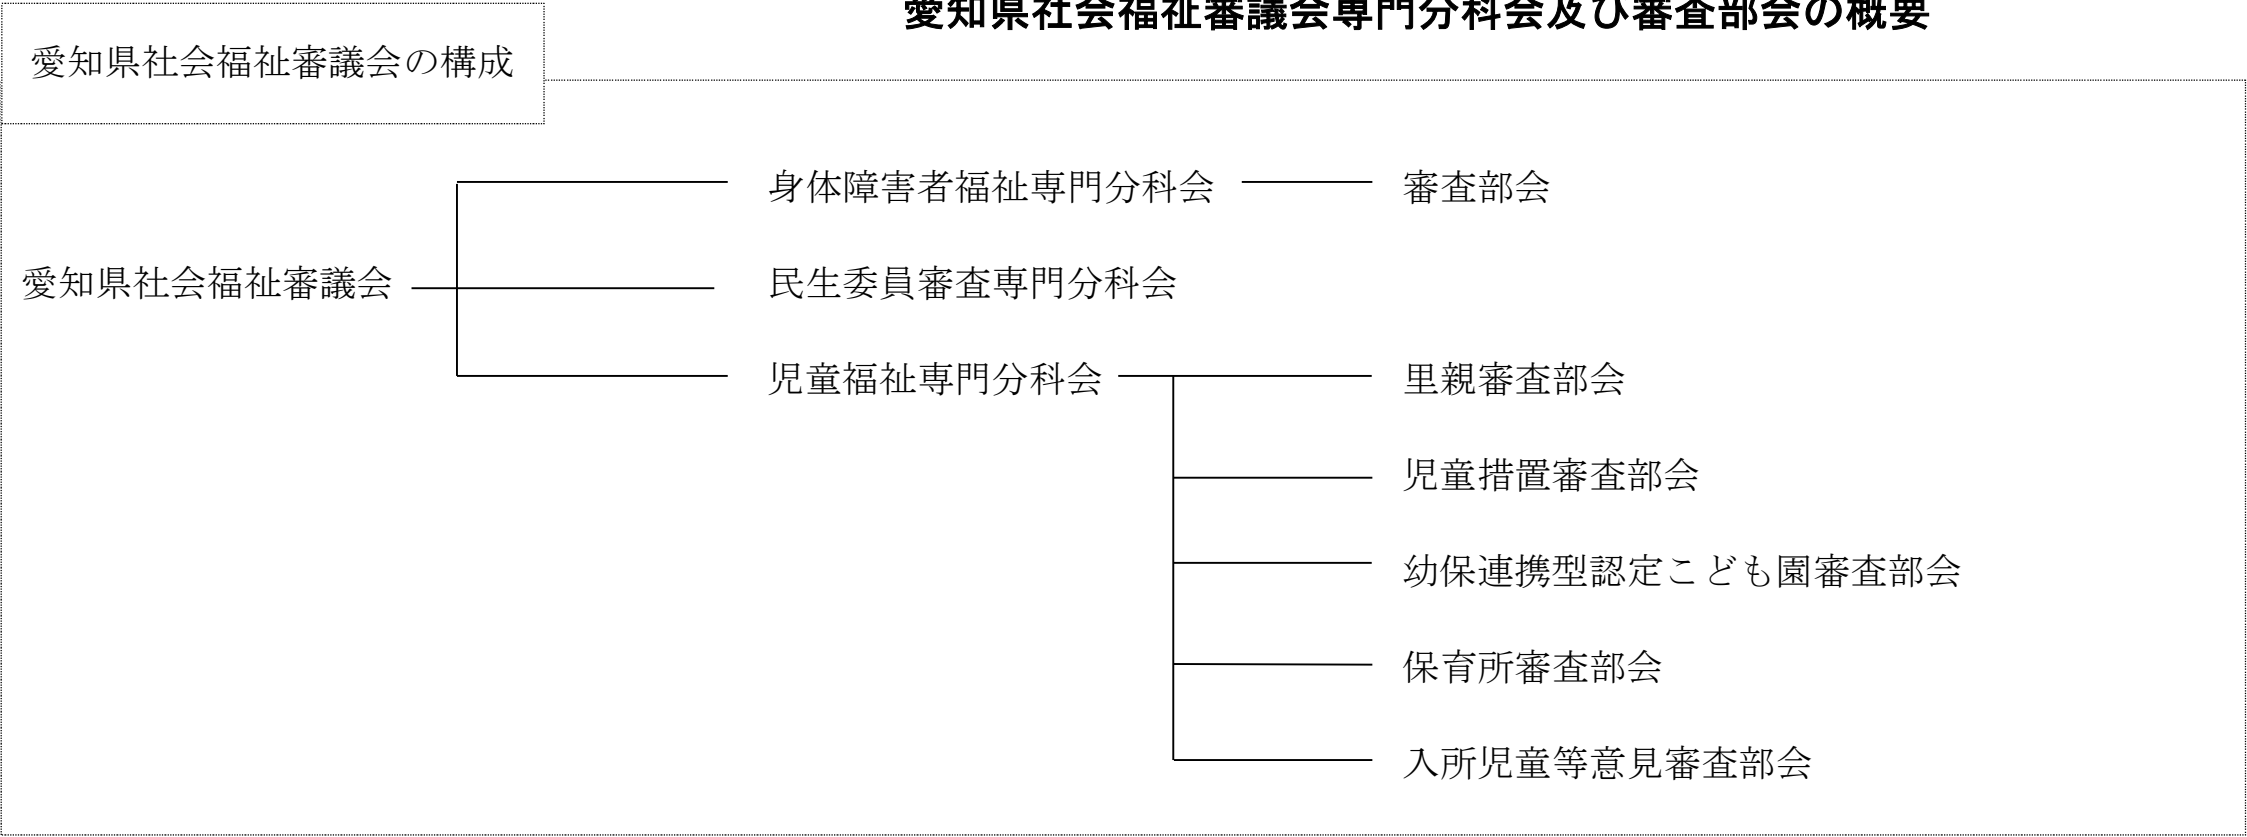 愛知県社会福祉審議会専門分科会及び審査部会の概要
愛知県社会福祉審議会の構成
身体障害者福祉専門分科会 審査部会
愛知県社会福祉審議会 民生委員審査専門分科会
児童福祉専門分科会 里親審査部会
児童措置審査部会
幼保連携型認定こども園審査部会
保育所審査部会
入所児童等意見審査部会